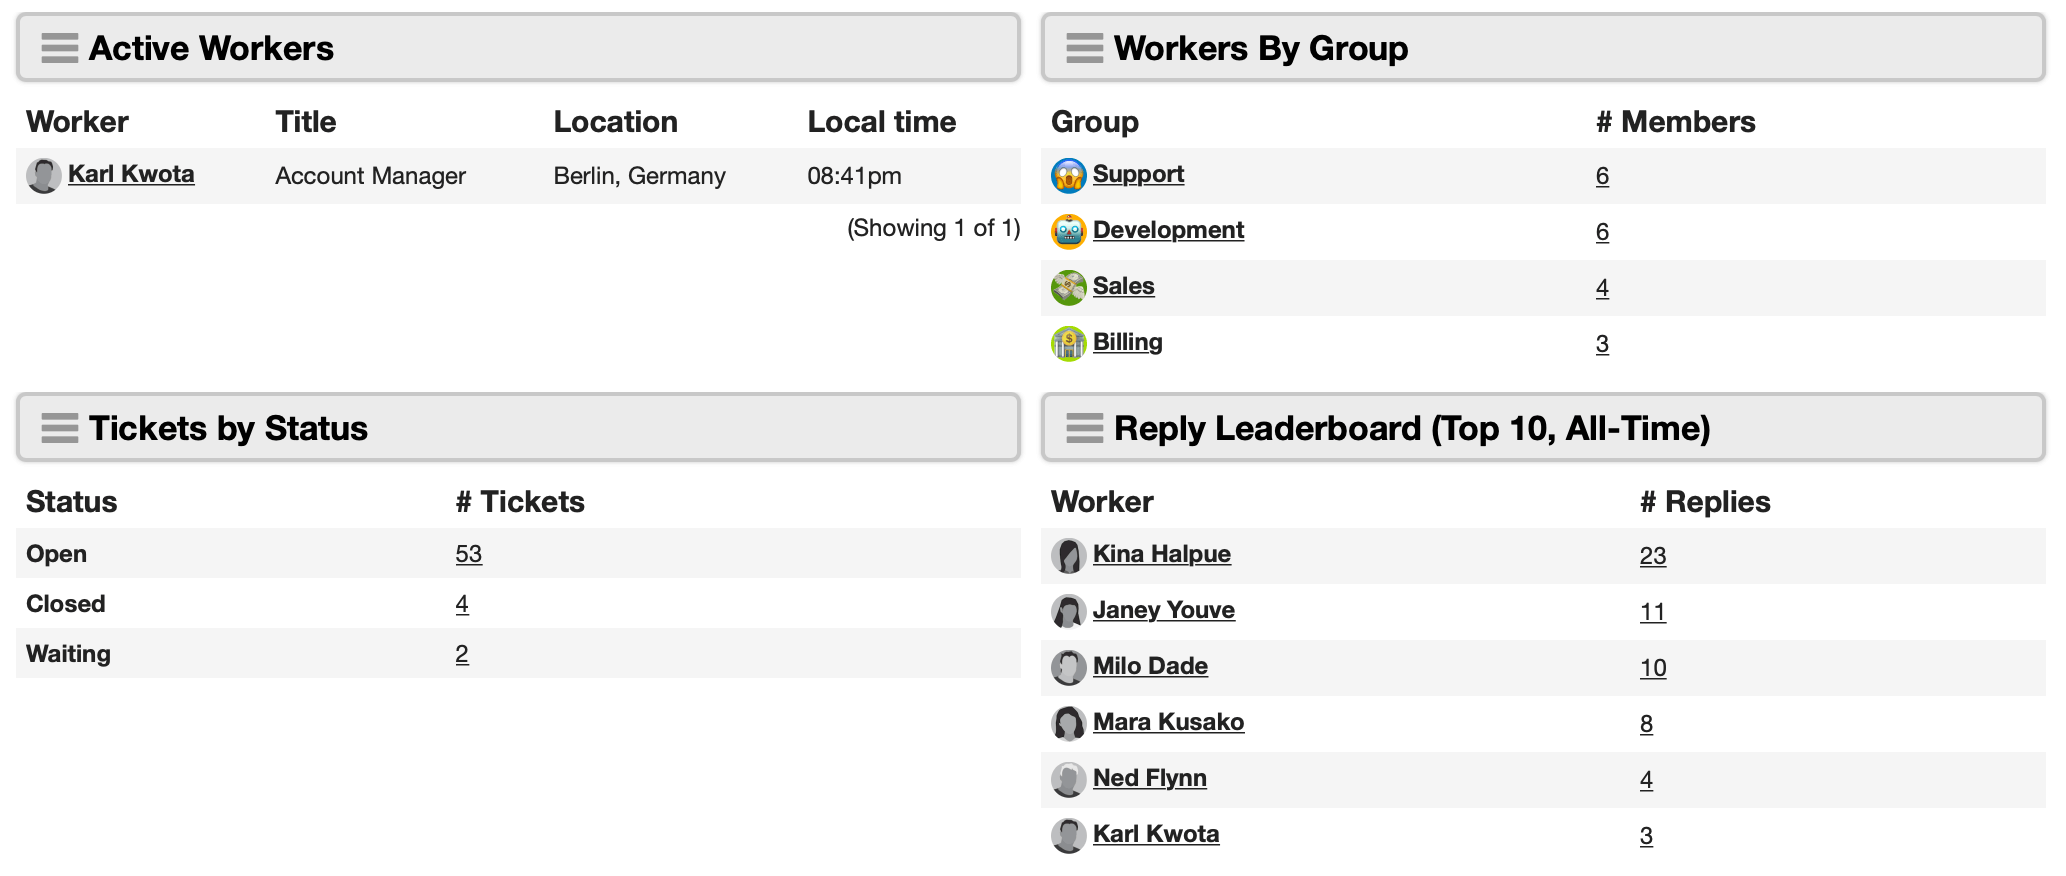 Active Workers
Worker Title Location Local time
Karl Kwota Account Manager Berlin, Germany 08:41pm
(Showing 1 of 1)
Workers By Group
Group # Members
Support 6
Development 6
Sales 4
Billing 3
Tickets by Status
Status # Tickets
Open 53
Closed 4
Waiting 2
Reply Leaderboard (Top 10, All-Time)
Worker # Replies
Kina Halpue 23
Janey Youve 11
Milo Dade 10
Mara Kusako 8
Ned Flynn 4
Karl Kwota 3